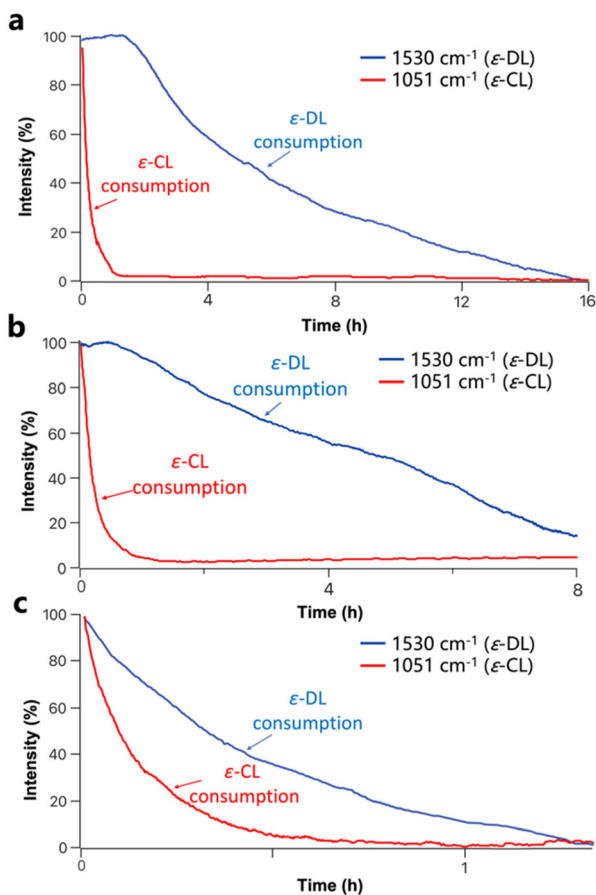 a
100
80
60
40
20
0
Intensity (%)
1530 cm⁻¹ (ε-DL)
1051 cm⁻¹ (ε-CL)
ε-DL
consumption
ε-CL
consumption
0 4 8 12 16
Time (h)
b
100
80
60
40
20
0
Intensity (%)
1530 cm⁻¹ (ε-DL)
1051 cm⁻¹ (ε-CL)
ε-DL
consumption
ε-CL
consumption
0 4 8
Time (h)
c
100
80
60
40
20
0
Intensity (%)
1530 cm⁻¹ (ε-DL)
1051 cm⁻¹ (ε-CL)
ε-DL
consumption
ε-CL
consumption
0 1
Time (h)